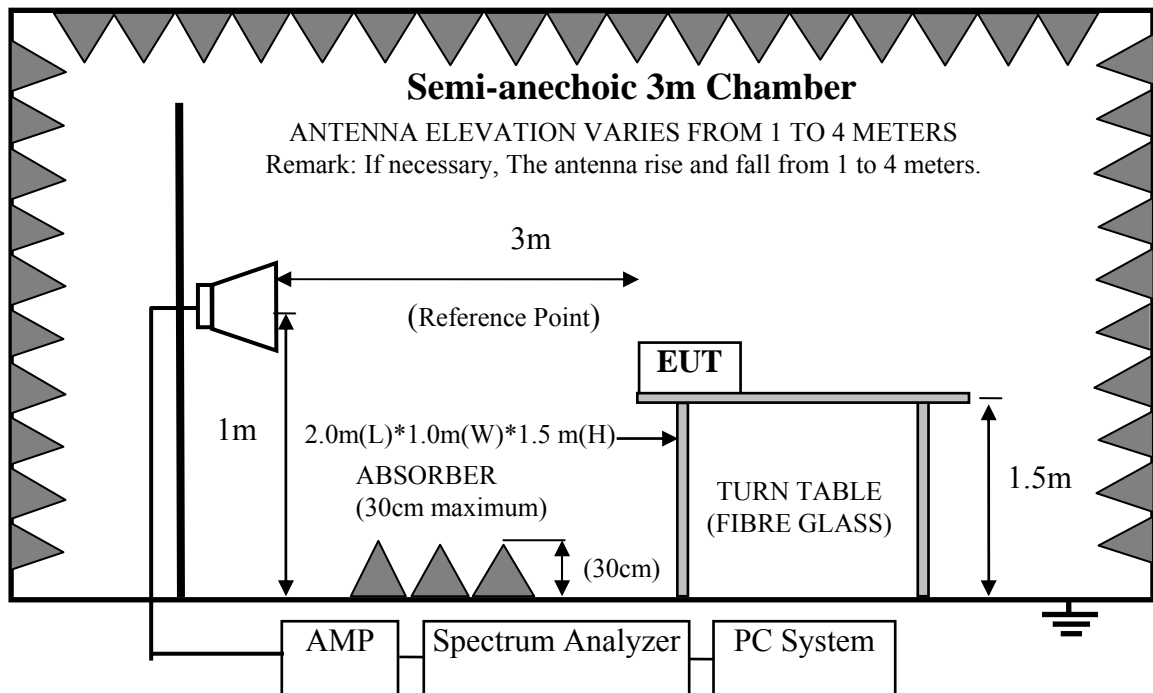 Semi-anechoic 3m Chamber
ANTENNA ELEVATION VARIES FROM 1 TO 4 METERS
Remark: If necessary, The antenna rise and fall from 1 to 4 meters.
3m
(Reference Point)
EUT
1m
2.0m(L)*1.0m(W)*1.5 m(H)
ABSORBER
(30cm maximum)
1.5m
TURN TABLE
(FIBRE GLASS)
(30cm)
AMP
Spectrum Analyzer
PC System